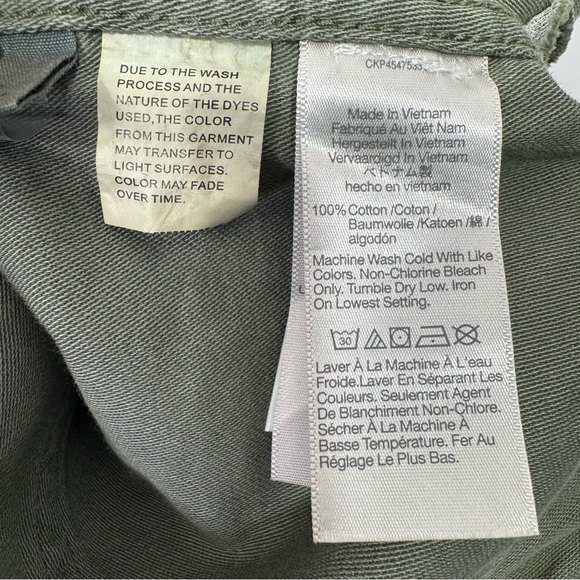 DUE TO THE WASH
PROCESS AND THE
NATURE OF THE DYES
USED,THE COLOR
FROM THIS GARMENT
MAY TRANSFER TO
LIGHT SURFACES.
COLOR MAY FADE
OVER TIME.
Made In Vietnam
Fabriqué Au Viêt Nam
Hergestellt In Vietnam
Vervaardigd In Vietnam
ベトナム製
hecho en vietnam
100% Cotton /Coton /
Baumwolle /Katoen /綿 /
algodón
Machine Wash Cold With Like
Colors. Non-Chlorine Bleach
Only. Tumble Dry Low. Iron
On Lowest Setting.
30
Laver À La Machine À L'eau
Froide.Laver En Séparant Les
Couleurs. Seulement Agent
De Blanchiment Non-Chlore.
Sécher À La Machine À
Basse Température. Fer Au
Réglage Le Plus Bas.